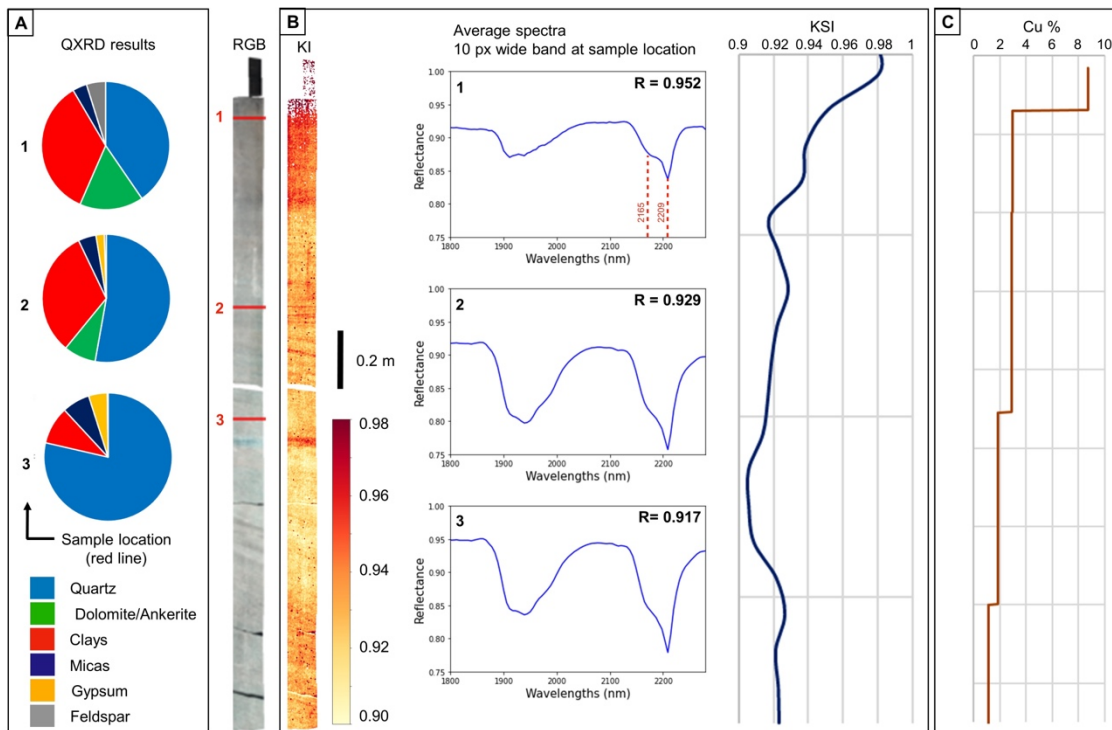 A
QXRD results
1
2
3
Sample location
(red line)
Quartz
Dolomite/Ankerite
Clays
Micas
Gypsum
Feldspar
RGB
1
2
3
B
KI
0.2 m
0.98
0.96
0.94
0.92
0.90
Average spectra
10 px wide band at sample location
1
R = 0.952
1.00
0.95
0.90
0.85
0.80
0.75
Reflectance
2165
2209
1800 1900 2000 2100 2200
Wavelengths (nm)
2
R = 0.929
1.00
0.95
0.90
0.85
0.80
0.75
Reflectance
1800 1900 2000 2100 2200
Wavelengths (nm)
3
R= 0.917
1.00
0.95
0.90
0.85
0.80
0.75
Reflectance
1800 1900 2000 2100 2200
Wavelengths (nm)
KSI
0.9 0.92 0.94 0.96 0.98 1
C
Cu %
0 2 4 6 8 10